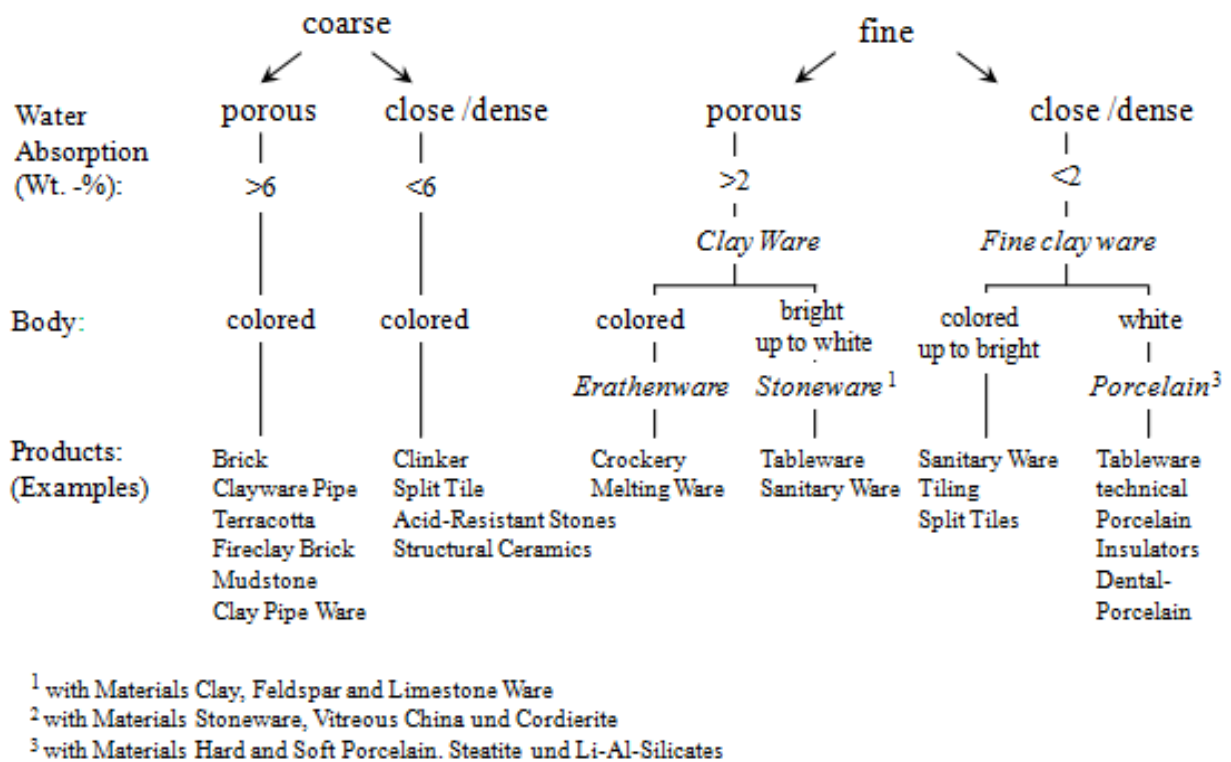 coarse fine
Water Absorption (Wt. -%): porous close /dense porous close /dense
>6 <6 >2 <2
Clay Ware Fine clay ware
Body: colored colored colored bright up to white colored up to bright white
Erathenware Stoneware 1 Porcelain 3
Products: (Examples)
Brick
Clayware Pipe
Terracotta
Fireclay Brick
Mudstone
Clay Pipe Ware
Clinker
Split Tile
Acid-Resistant Stones
Structural Ceramics
Crockery
Melting Ware
Tableware
Sanitary Ware
Sanitary Ware
Tiling
Split Tiles
Tableware
technical
Porcelain
Insulators
Dental-
Porcelain
1 with Materials Clay, Feldspar and Limestone Ware
2 with Materials Stoneware, Vitreous China und Cordierite
3 with Materials Hard and Soft Porcelain. Steatite und Li-Al-Silicates